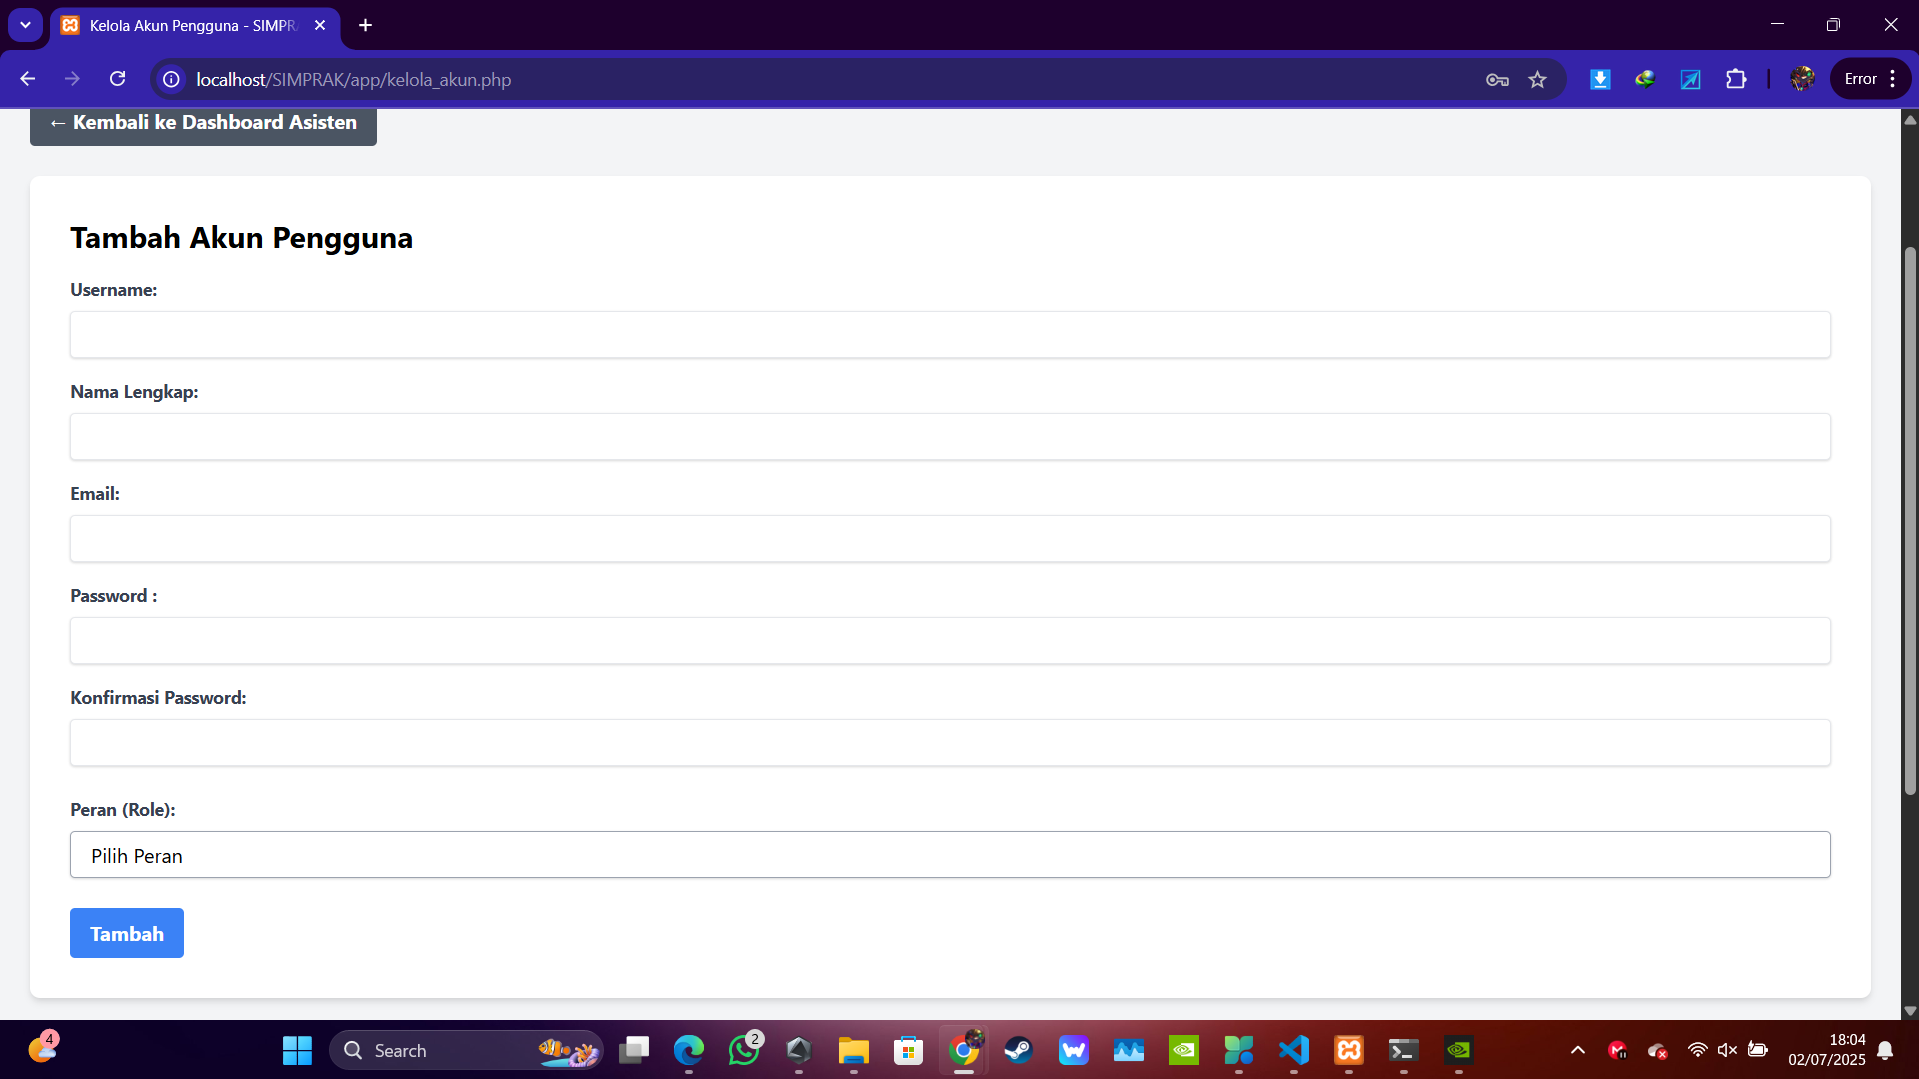 Kelola Akun Pengguna - SIMPR
localhost/SIMPRAK/app/kelola_akun.php
Error
← Kembali ke Dashboard Asisten
Tambah Akun Pengguna
Username:
Nama Lengkap:
Email:
Password :
Konfirmasi Password:
Peran (Role):
Pilih Peran
Tambah
4
Search
2
18:04
02/07/2025